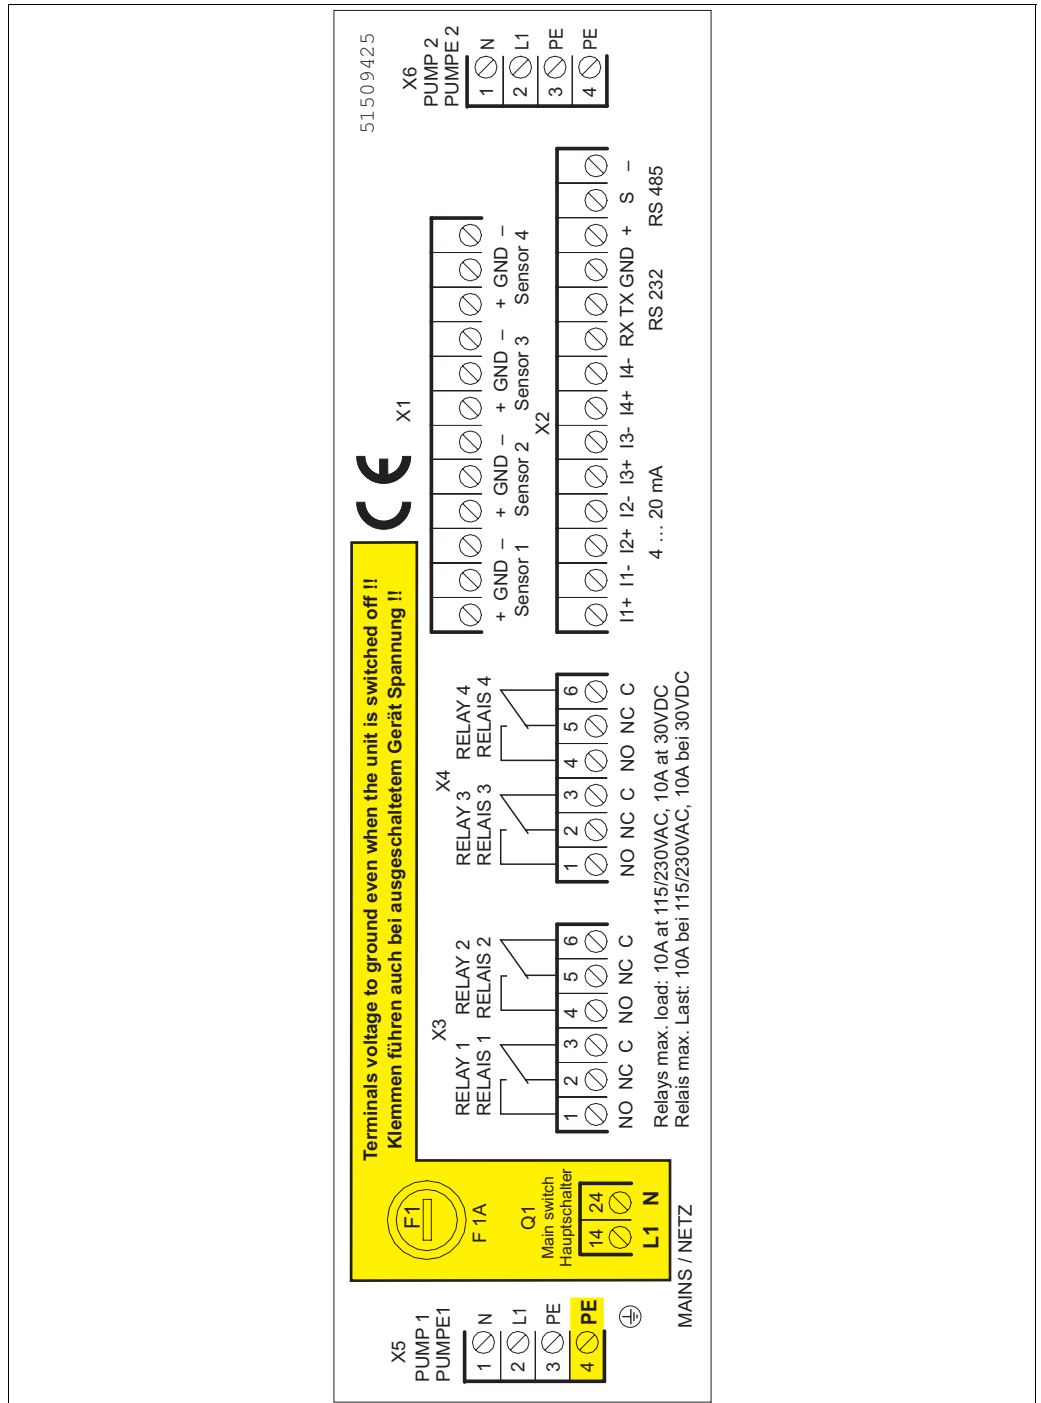 X5
PUMP 1
PUMPE1
1 N
2 L1
3 PE
4 PE
Terminals voltage to ground even when the unit is switched off !!
Klemmen führen auch bei ausgeschaltetem Gerät Spannung !!
F1
F 1A
Q1
Main switch
Hauptschalter
14 24
L1 N
MAINS / NETZ
X3
RELAY 1 RELAY 2
RELAIS 1 RELAIS 2
1 2 3 4 5 6
NO NC C NO NC C
X4
RELAY 3 RELAY 4
RELAIS 3 RELAIS 4
1 2 3 4 5 6
NO NC C NO NC C
Relays max. load: 10A at 115/230VAC, 10A at 30VDC
Relais max. Last: 10A bei 115/230VAC, 10A bei 30VDC
CE
X1
+ GND – + GND – + GND – + GND –
Sensor 1 Sensor 2 Sensor 3 Sensor 4
X2
I1+ I1- I2+ I2- I3+ I3- I4+ I4- RX TX GND + S –
4 ... 20 mA RS 232 RS 485
51509425
X6
PUMP 2
PUMPE 2
1 N
2 L1
3 PE
4 PE